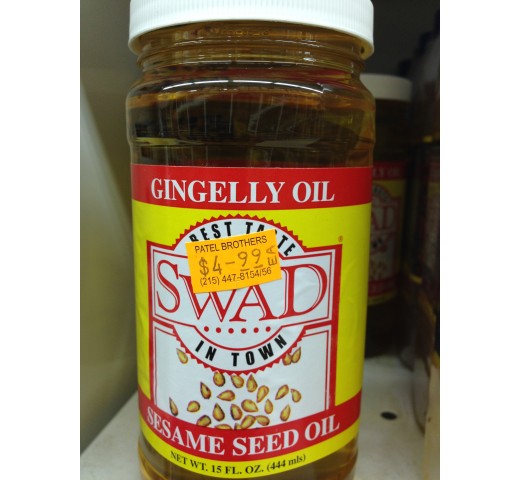 GINGELLY OIL
BEST TASTE
PATEL BROTHERS
$4-99 EA
(215) 447-8154/56
SWAD
®
IN TOWN
SESAME SEED OIL
NET WT. 15 FL. OZ. (444 mls)